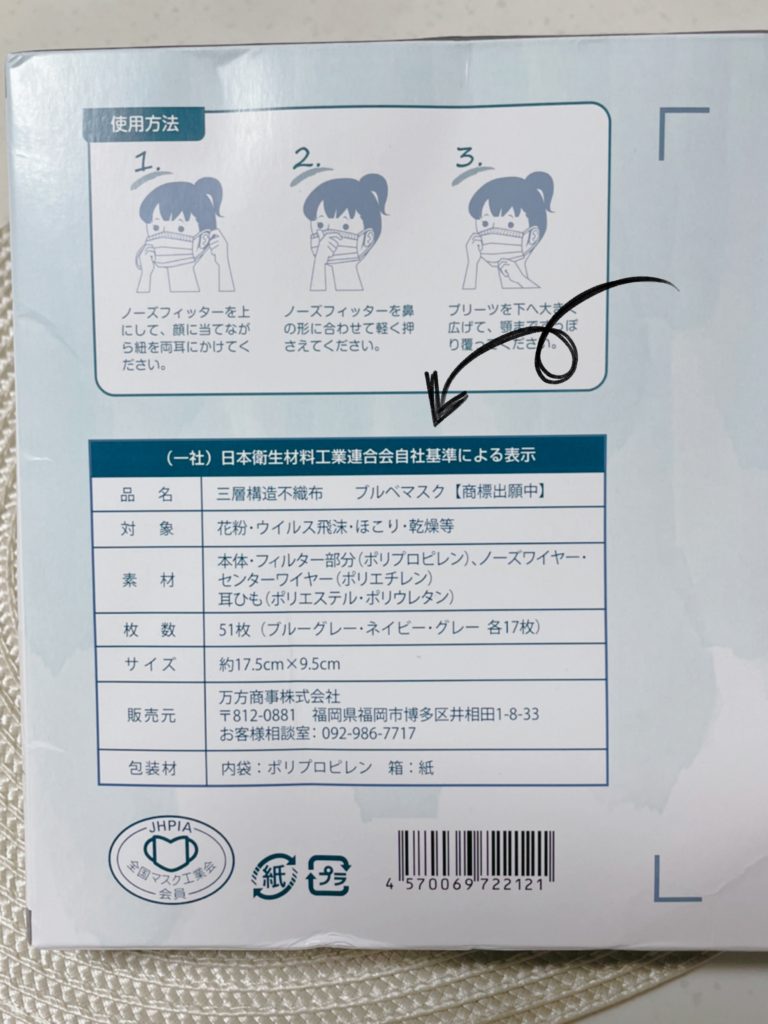 使用方法
1.
2.
3.
ノーズフィッターを上
にして、顔に当てなが
ら紐を両耳にかけてく
ださい。
ノーズフィッターを鼻
の形に合わせて軽く押
さえてください。
プリーツを下へ大きく
広げて、顎まですっぽ
り覆ってください。
（一社）日本衛生材料工業連合会自社基準による表示
品 名 三層構造不織布 ブルベマスク【商標出願中】
対 象 花粉・ウイルス飛沫・ほこり・乾燥等
素 材 本体・フィルター部分（ポリプロピレン）、ノーズワイヤー・
センターワイヤー（ポリエチレン）
耳ひも（ポリエステル・ポリウレタン）
枚 数 51枚（ブルーグレー・ネイビー・グレー 各17枚）
サイズ 約17.5cm×9.5cm
販売元 万方商事株式会社
〒812-0881 福岡県福岡市博多区井相田1-8-33
お客様相談室：092-986-7717
包装材 内袋：ポリプロピレン 箱：紙
JHPIA
全国マスク工業会
会員
紙
プラ
4 570069 722121